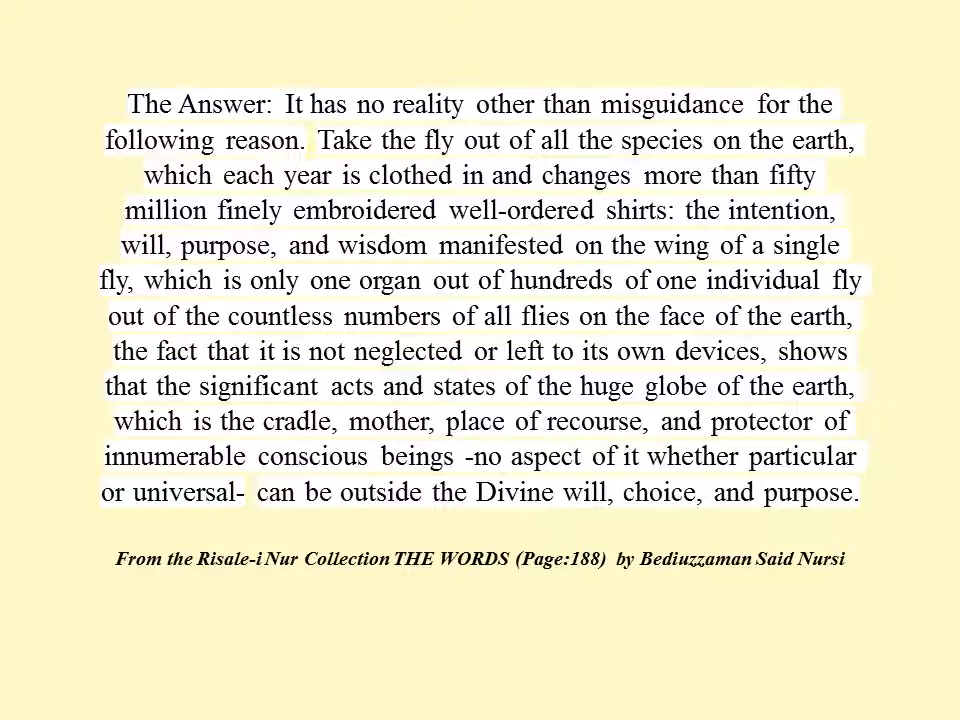 The Answer: It has no reality other than misguidance for the
following reason. Take the fly out of all the species on the earth,
which each year is clothed in and changes more than fifty
million finely embroidered well-ordered shirts: the intention,
will, purpose, and wisdom manifested on the wing of a single
fly, which is only one organ out of hundreds of one individual fly
out of the countless numbers of all flies on the face of the earth,
the fact that it is not neglected or left to its own devices, shows
that the significant acts and states of the huge globe of the earth,
which is the cradle, mother, place of recourse, and protector of
innumerable conscious beings -no aspect of it whether particular
or universal- can be outside the Divine will, choice, and purpose.
From the Risale-i Nur Collection THE WORDS (Page:188) by Bediuzzaman Said Nursi